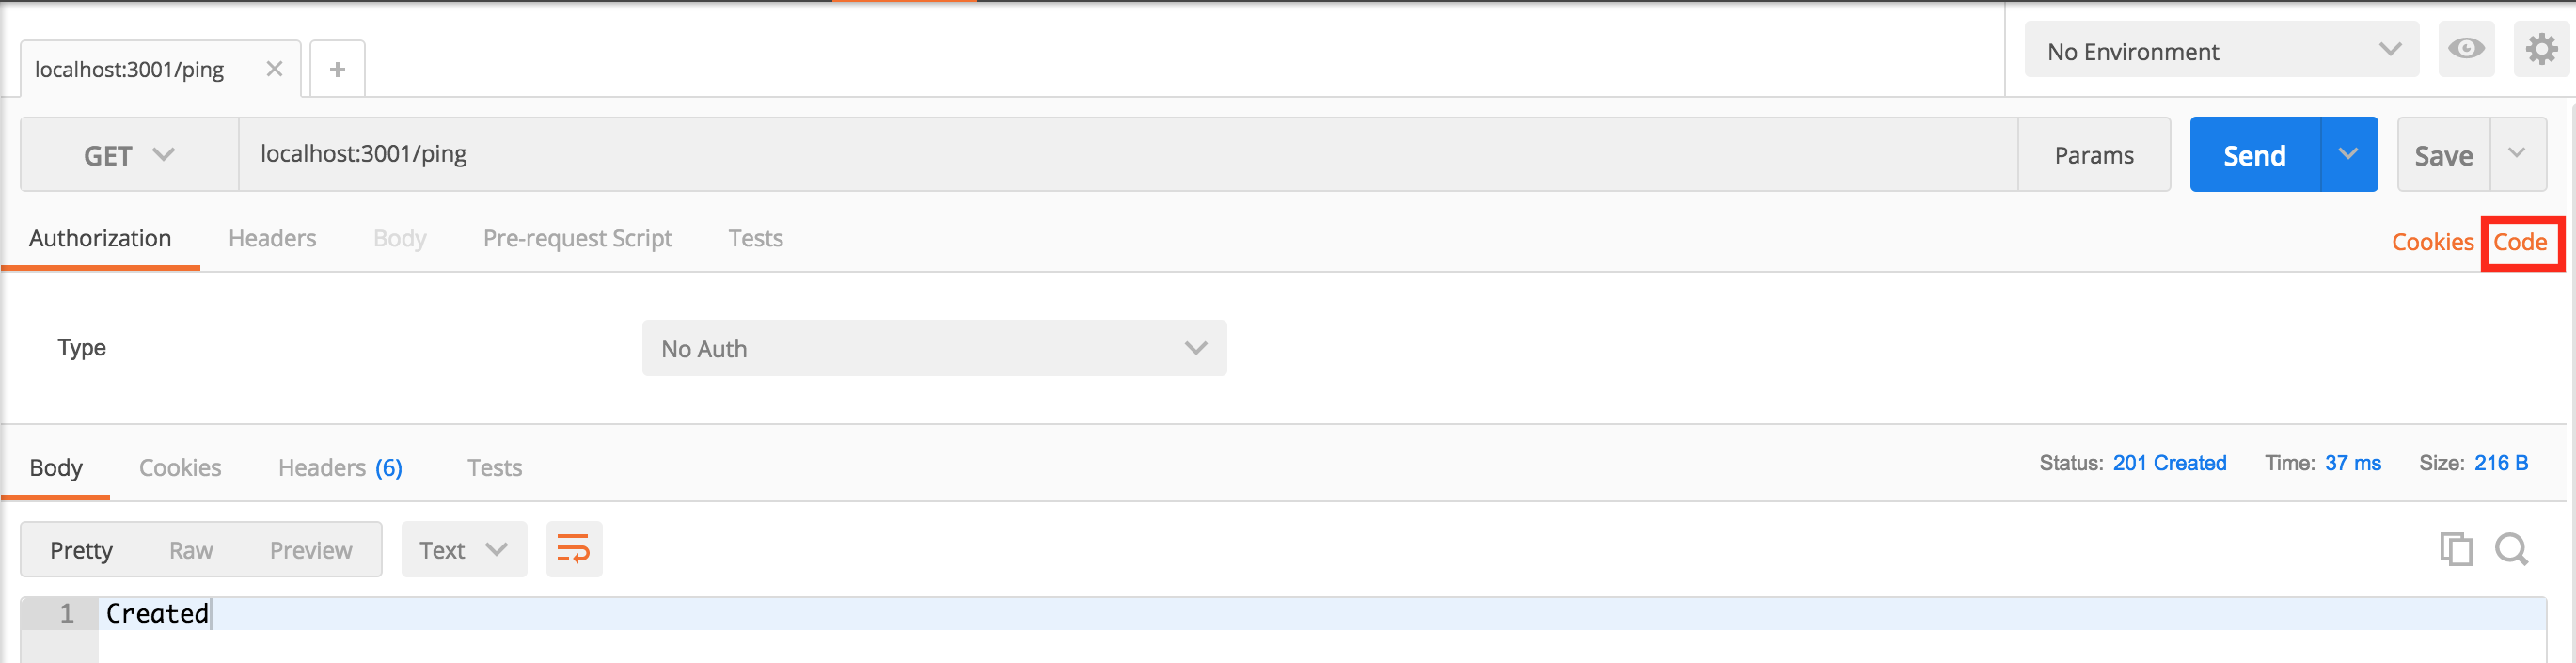 localhost:3001/ping
No Environment
GET localhost:3001/ping Params Send Save
Authorization Headers Body Pre-request Script Tests Cookies Code
Type No Auth
Body Cookies Headers (6) Tests Status: 201 Created Time: 37 ms Size: 216 B
Pretty Raw Preview Text
1 Created